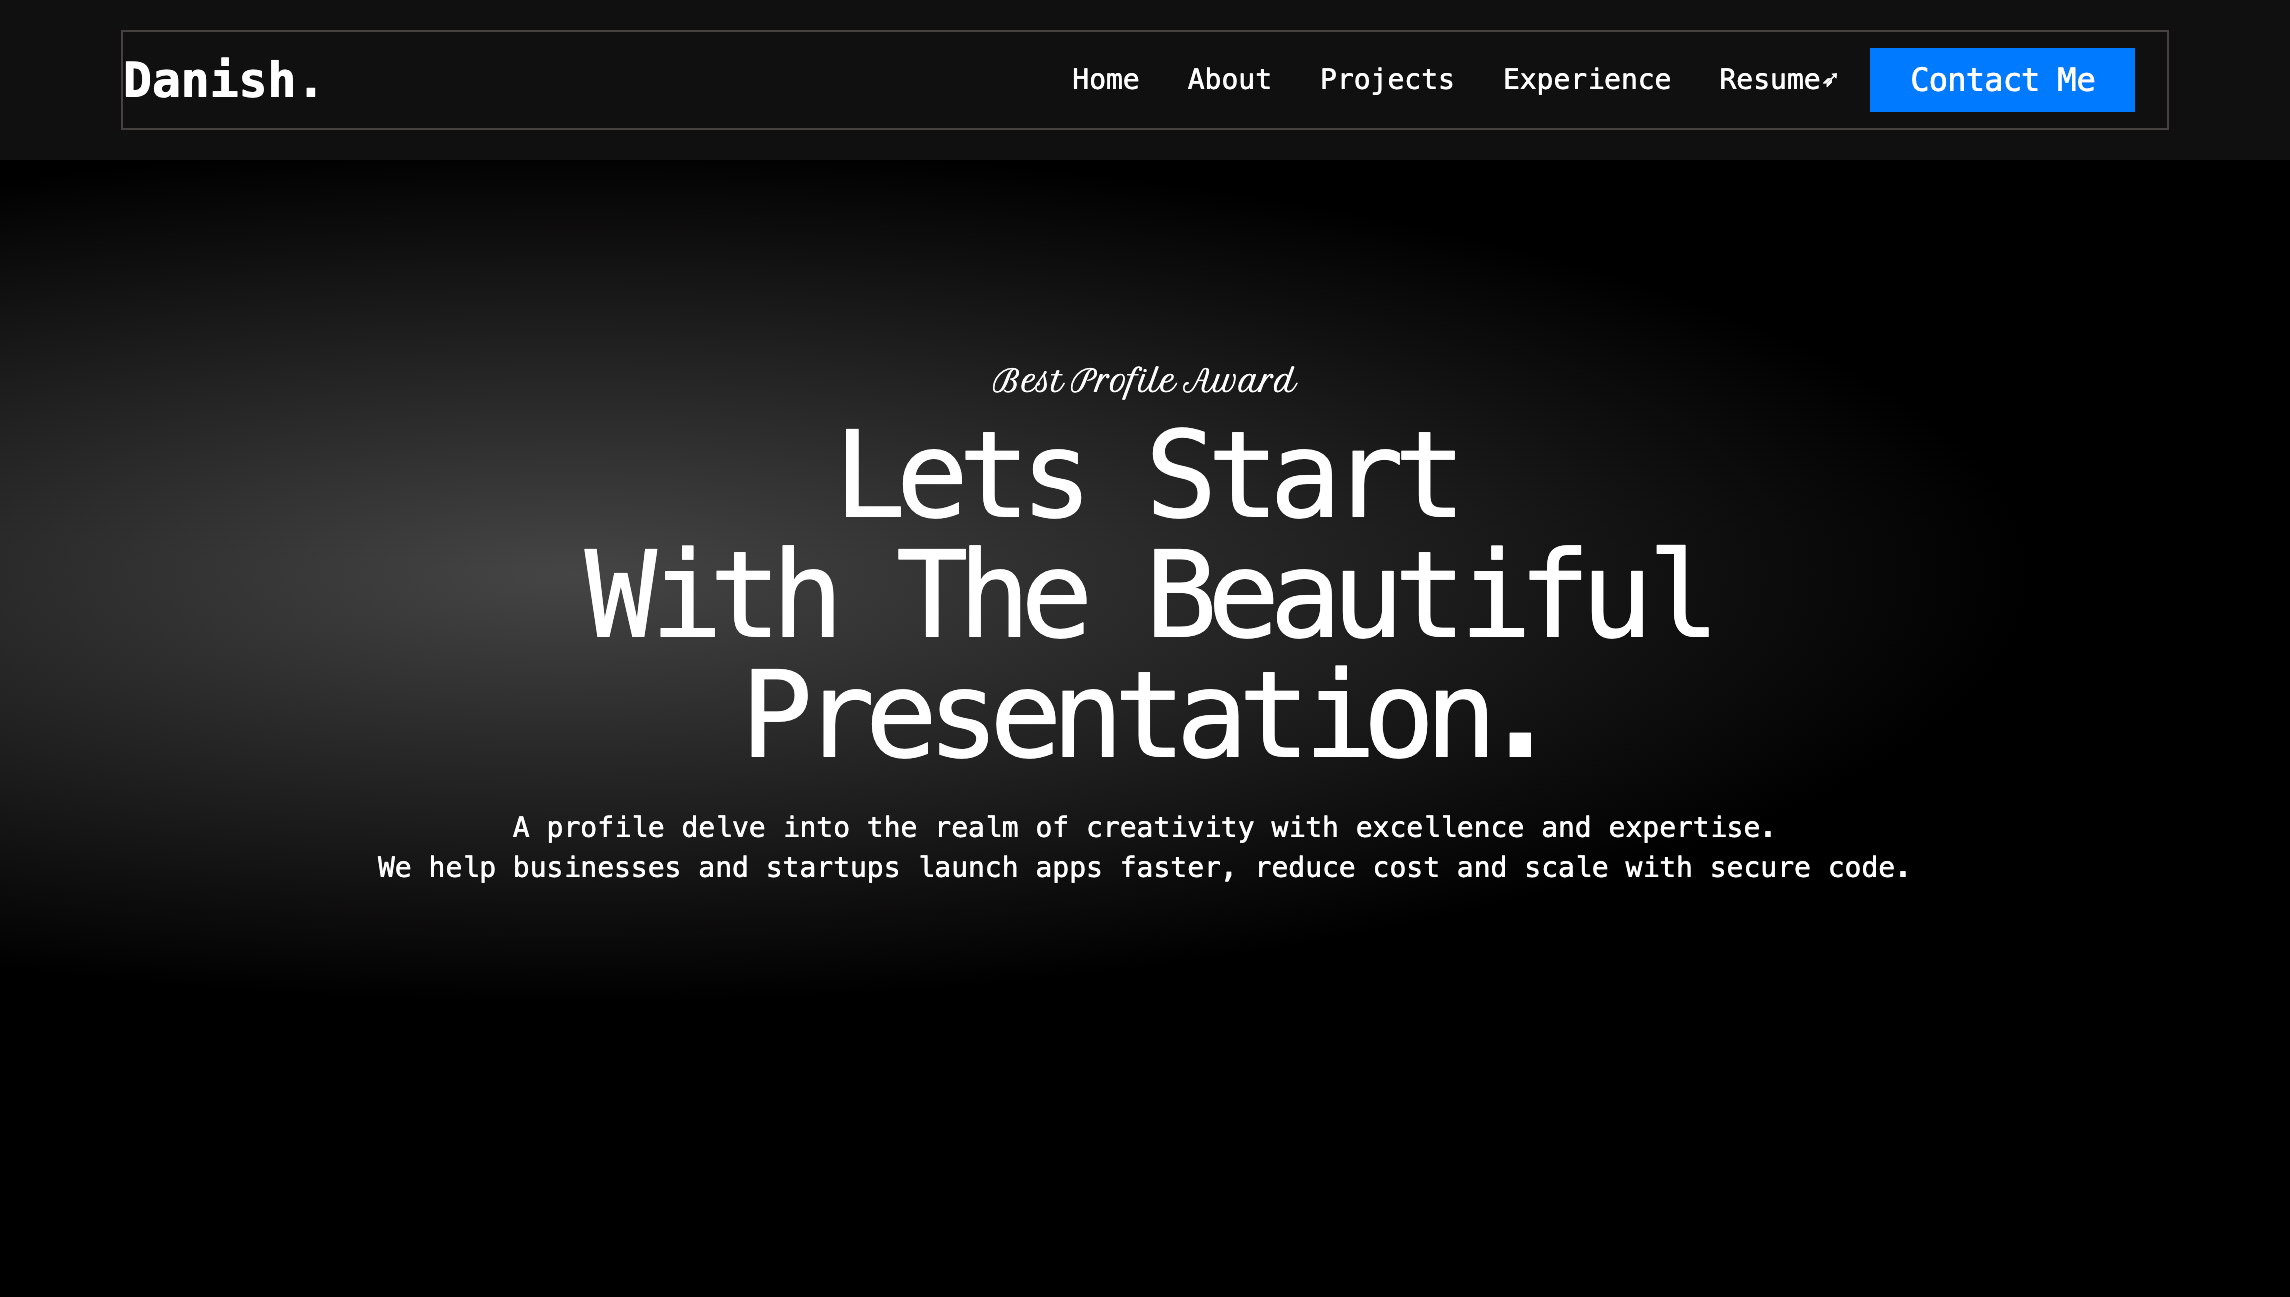 Danish.
Home About Projects Experience Resume➶ Contact Me
Best Profile Award
Lets Start
With The Beautiful
Presentation.
A profile delve into the realm of creativity with excellence and expertise.
We help businesses and startups launch apps faster, reduce cost and scale with secure code.